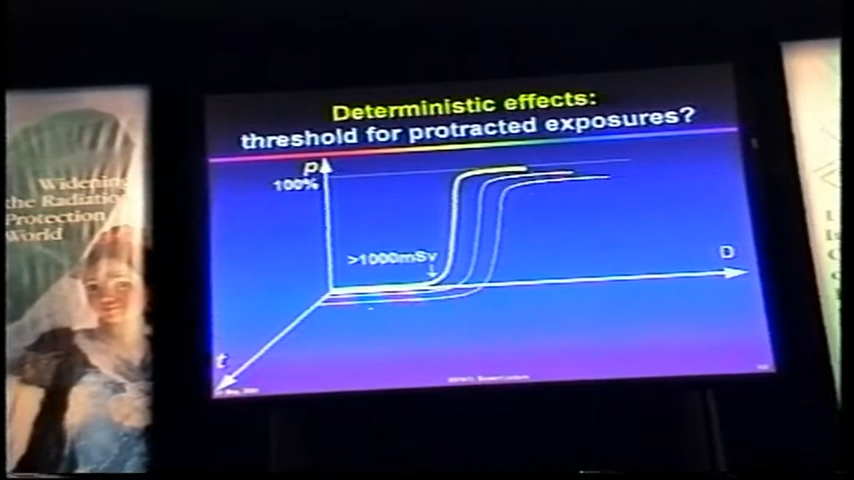 Deterministic effects:
threshold for protracted exposures?
p
100%
>1000mSv
D
t
Widening
the Radiation
Protection
World